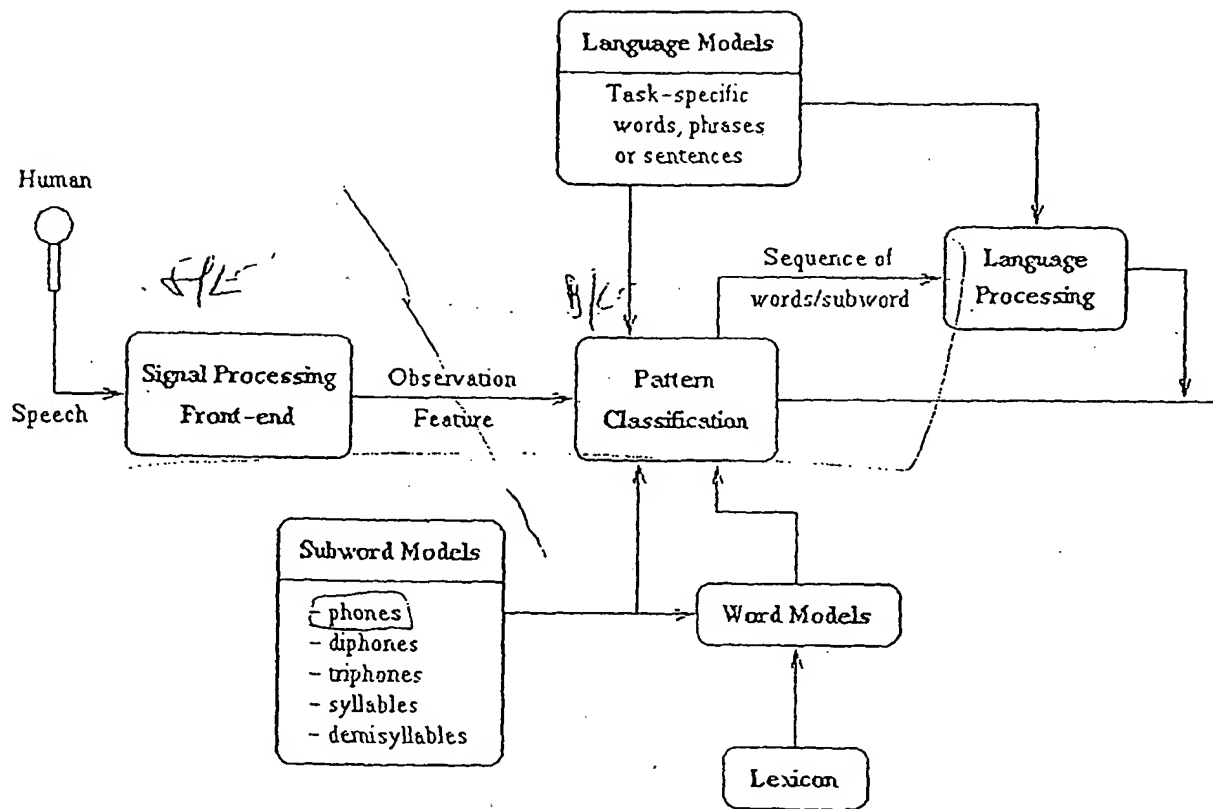 Language Models
Task-specific
words, phrases
or sentences
Human
F/E
B/E
Sequence of
words/subword
Language
Processing
Signal Processing
Front-end
Observation
Feature
Pattern
Classification
Speech
Subword Models
- phones
- diphones
- triphones
- syllables
- demisyllables
Word Models
Lexicon